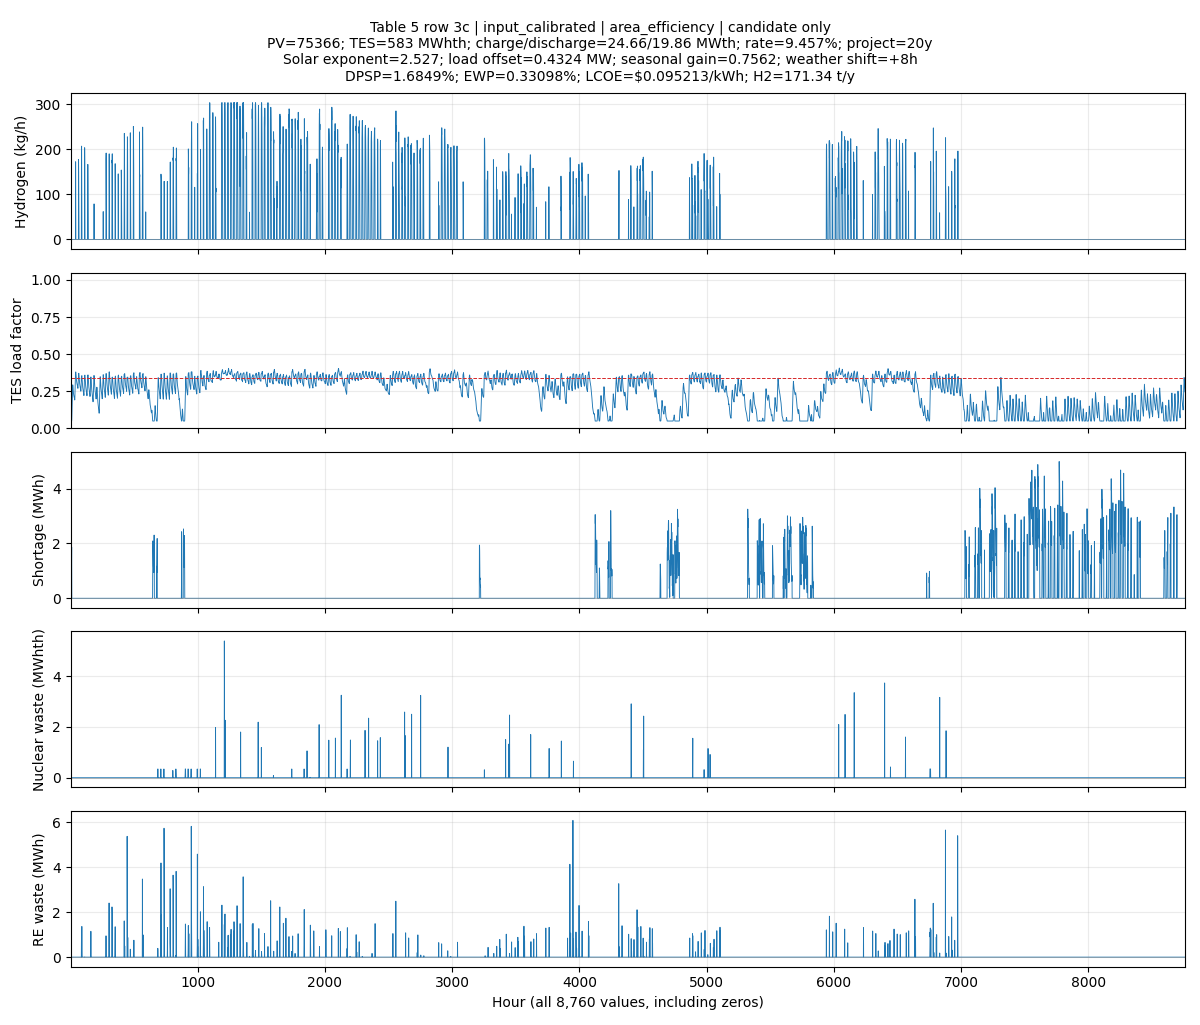 Table 5 row 3c | input_calibrated | area_efficiency | candidate only
PV=75366; TES=583 MWhth; charge/discharge=24.66/19.86 MWth; rate=9.457%; project=20y
Solar exponent=2.527; load offset=0.4324 MW; seasonal gain=0.7562; weather shift=+8h
DPSP=1.6849%; EWP=0.33098%; LCOE=$0.095213/kWh; H2=171.34 t/y
Hydrogen (kg/h)
300
200
100
0
TES load factor
1.00
0.75
0.50
0.25
0.00
Shortage (MWh)
4
2
0
Nuclear waste (MWhth)
4
2
0
RE waste (MWh)
6
4
2
0
1000 2000 3000 4000 5000 6000 7000 8000
Hour (all 8,760 values, including zeros)